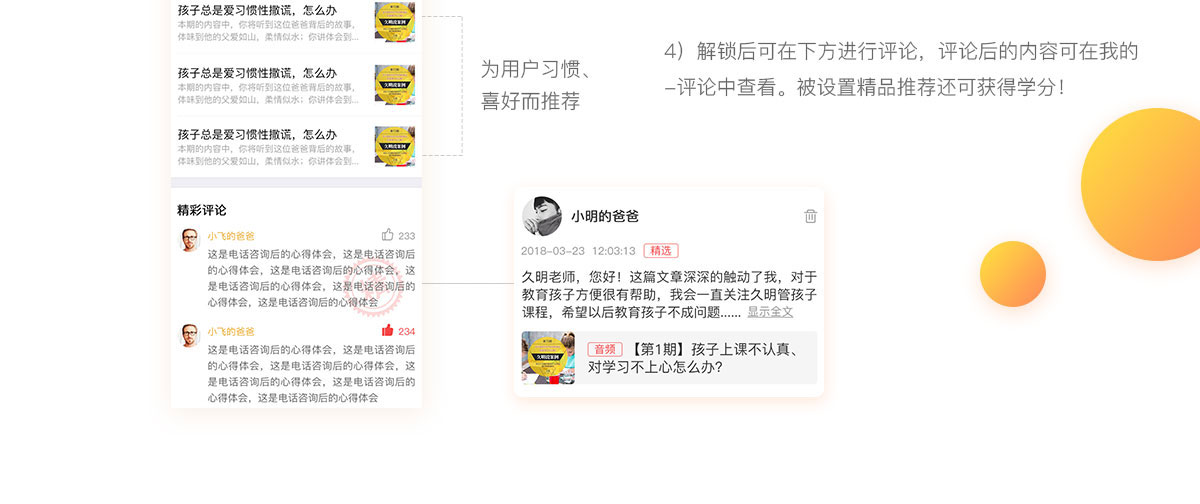 孩子总是爱习惯性撒谎，怎么办
本期的内容中，你将听到这位爸爸背后的故事，
体味到他的父爱如山，柔情似水；你讲体会到...
孩子总是爱习惯性撒谎，怎么办
本期的内容中，你将听到这位爸爸背后的故事，
体味到他的父爱如山，柔情似水；你讲体会到...
孩子总是爱习惯性撒谎，怎么办
本期的内容中，你将听到这位爸爸背后的故事，
体味到他的父爱如山，柔情似水；你讲体会到...
为用户习惯、
喜好而推荐
4）解锁后可在下方进行评论，评论后的内容可在我的
-评论中查看。被设置精品推荐还可获得学分！
精彩评论
小飞的爸爸 233
这是电话咨询后的心得体会，这是电话咨询后
的心得体会，这是电话咨询后的心得体会，这
是电话咨询后的心得体会，这是电话咨询后的
心得体会，这是电话咨询后的心得体会
小飞的爸爸 234
这是电话咨询后的心得体会，这是电话咨询后
的心得体会，这是电话咨询后的心得体会，这
是电话咨询后的心得体会，这是电话咨询后的
心得体会，这是电话咨询后的心得体会
小明的爸爸
2018-03-23 12:03:13 精选
久明老师，您好！这篇文章深深的触动了我，对于
教育孩子方便很有帮助，我会一直关注久明管孩子
课程，希望以后教育孩子不成问题...... 显示全文
音频 【第1期】孩子上课不认真、
对学习不上心怎么办？